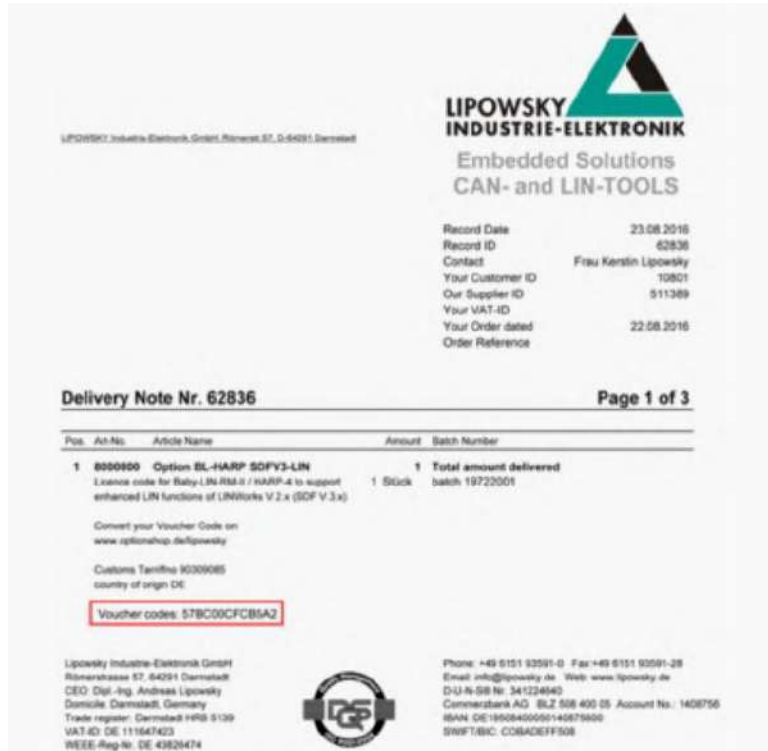 LIPOWSKY
INDUSTRIE-ELEKTRONIK
Embedded Solutions
CAN- and LIN-TOOLS
LIPOWSKY Industrie-Elektronik GmbH, Römerstr. 57, D-64291 Darmstadt
Record Date 23.08.2016
Record ID 62836
Contact Frau Kerstin Lipowsky
Your Customer ID 10801
Our Supplier ID 511389
Your VAT-ID
Your Order dated 22.08.2016
Order Reference
Delivery Note Nr. 62836 Page 1 of 3
Pos. Art-No. Article Name Amount Batch Number
1 8000800 Option BL-HARP SDFV3-LIN 1 Total amount delivered
Licence code for Baby-LIN-RM-II / HARP-4 to support 1 Stück batch 19722001
enhanced LIN functions of LINWorks V 2.x (SDF V 3.x)
Convert your Voucher Code on
www.optionshop.de/lipowsky
Customs Tarrifno 90309085
country of origin DE
Voucher codes: 57BC00CFCB5A2
Lipowsky Industrie-Elektronik GmbH
Römerstrasse 57, 64291 Darmstadt
CEO: Dipl.-Ing. Andreas Lipowsky
Domicile: Darmstadt, Germany
Trade register: Darmstadt HRB 5139
VAT-ID: DE 111647423
WEEE-Reg-Nr. DE 43826474
DQS
Phone: +49 6151 93591-0 Fax:+49 6151 93591-28
Email: info@lipowsky.de Web: www.lipowsky.de
D-U-N-S® Nr. 341224640
Commerzbank AG BLZ 508 400 05 Account No.: 1408756
IBAN:
SWIFT/BIC: COBADEFF508